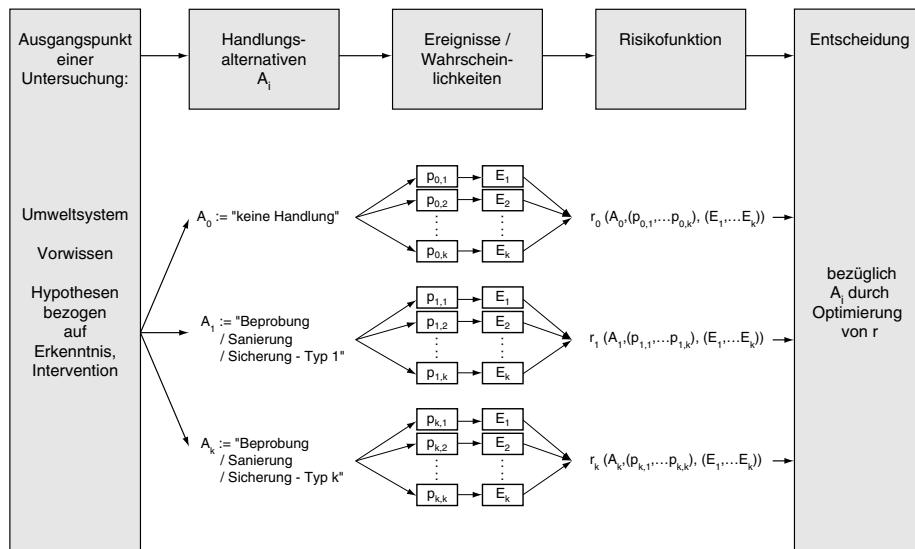 Ausgangspunkt
einer
Untersuchung:
Handlungs-
alternativen
A_i
Ereignisse /
Wahrschein-
lichkeiten
Risikofunktion
Entscheidung
Umweltsystem
Vorwissen
Hypothesen
bezogen
auf
Erkenntnis,
Intervention
A_0 := "keine Handlung"
p_0,1 E_1
p_0,2 E_2
⋮ ⋮
p_0,k E_k
r_0 (A_0,(p_0,1,...p_0,k), (E_1,...E_k))
A_1 := "Beprobung
/ Sanierung
/ Sicherung - Typ 1"
p_1,1 E_1
p_1,2 E_2
⋮ ⋮
p_1,k E_k
r_1 (A_1,(p_1,1,...p_1,k), (E_1,...E_k))
A_k := "Beprobung
/ Sanierung
/ Sicherung - Typ k"
p_k,1 E_1
p_k,2 E_2
⋮ ⋮
p_k,k E_k
r_k (A_k,(p_k,1,...p_k,k), (E_1,...E_k))
bezüglich
A_i durch
Optimierung
von r